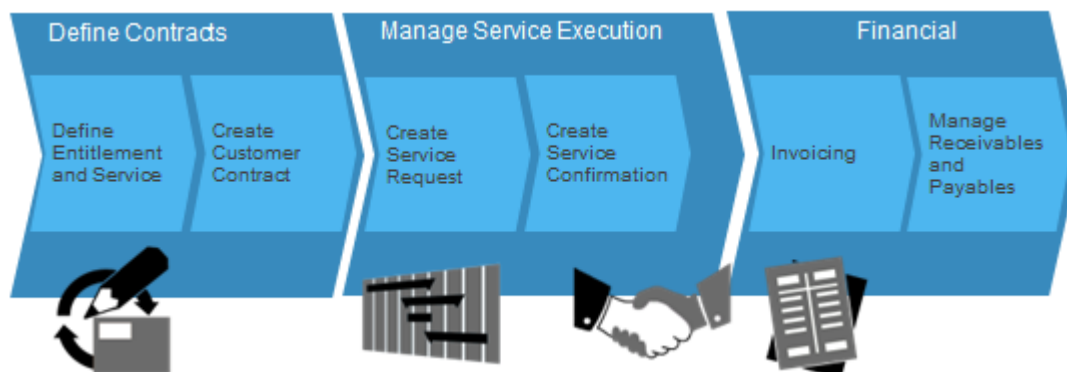 Define Contracts
Define
Entitlement
and Service
Create
Customer
Contract
Manage Service Execution
Create
Service
Request
Create
Service
Confirmation
Financial
Invoicing
Manage
Receivables
and
Payables